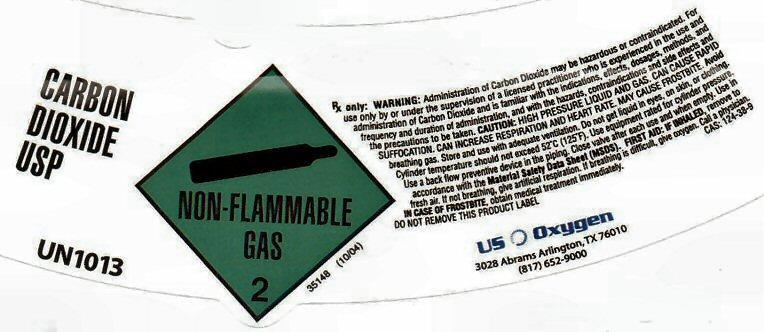 CARBON
DIOXIDE
USP
UN1013
NON-FLAMMABLE
GAS
2
35148 (10/04)
Rx only: WARNING: Administration of Carbon Dioxide may be hazardous or contraindicated. For
use only by or under the supervision of a licensed practitioner who is experienced in the use and
administration of Carbon Dioxide and is familiar with the indications, effects, dosages, methods, and
frequency and duration of administration, and with the hazards, contraindications and side effects and
the precautions to be taken. CAUTION: HIGH PRESSURE LIQUID AND GAS. CAN CAUSE RAPID
SUFFOCATION. CAN INCREASE RESPIRATION AND HEART RATE. MAY CAUSE FROSTBITE. Avoid
breathing gas. Store and use with adequate ventilation. Do not get liquid in eyes, on skin, or clothing.
Cylinder temperature should not exceed 52°C (125°F). Use equipment rated for cylinder pressure.
Use a back flow preventive device in the piping. Close valve after each use and when empty. Use in
accordance with the Material Safety Data Sheet (MSDS). FIRST AID: IF INHALED, remove to
fresh air. If not breathing, give artificial respiration. If breathing is difficult, give oxygen. Call a physician.
IN CASE OF FROSTBITE, obtain medical treatment immediately.
CAS: 124-38-9
DO NOT REMOVE THIS PRODUCT LABEL
US Oxygen
3028 Abrams Arlington, TX 76010
(817) 652-9000